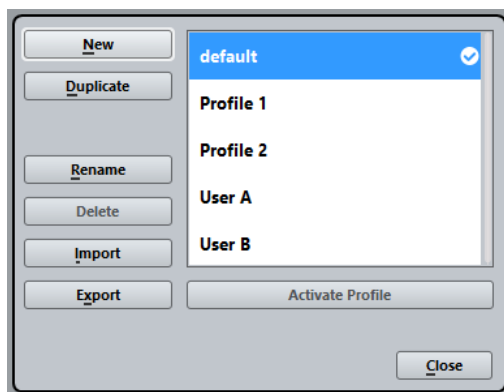 New
Duplicate
Rename
Delete
Import
Export
default
Profile 1
Profile 2
User A
User B
Activate Profile
Close